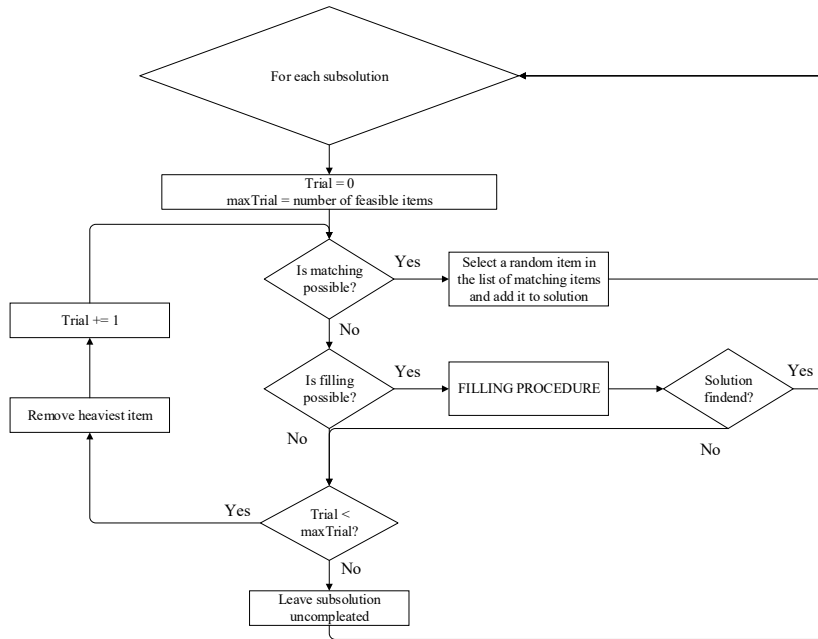 For each subsolution
Trial = 0
maxTrial = number of feasible items
Is matching
possible?
Yes
Select a random item in
the list of matching items
and add it to solution
Trial += 1
No
Is filling
possible?
Yes
FILLING PROCEDURE
Solution
findend?
Yes
Remove heaviest item
No
No
Trial <
maxTrial?
Yes
No
Leave subsolution
uncompleated